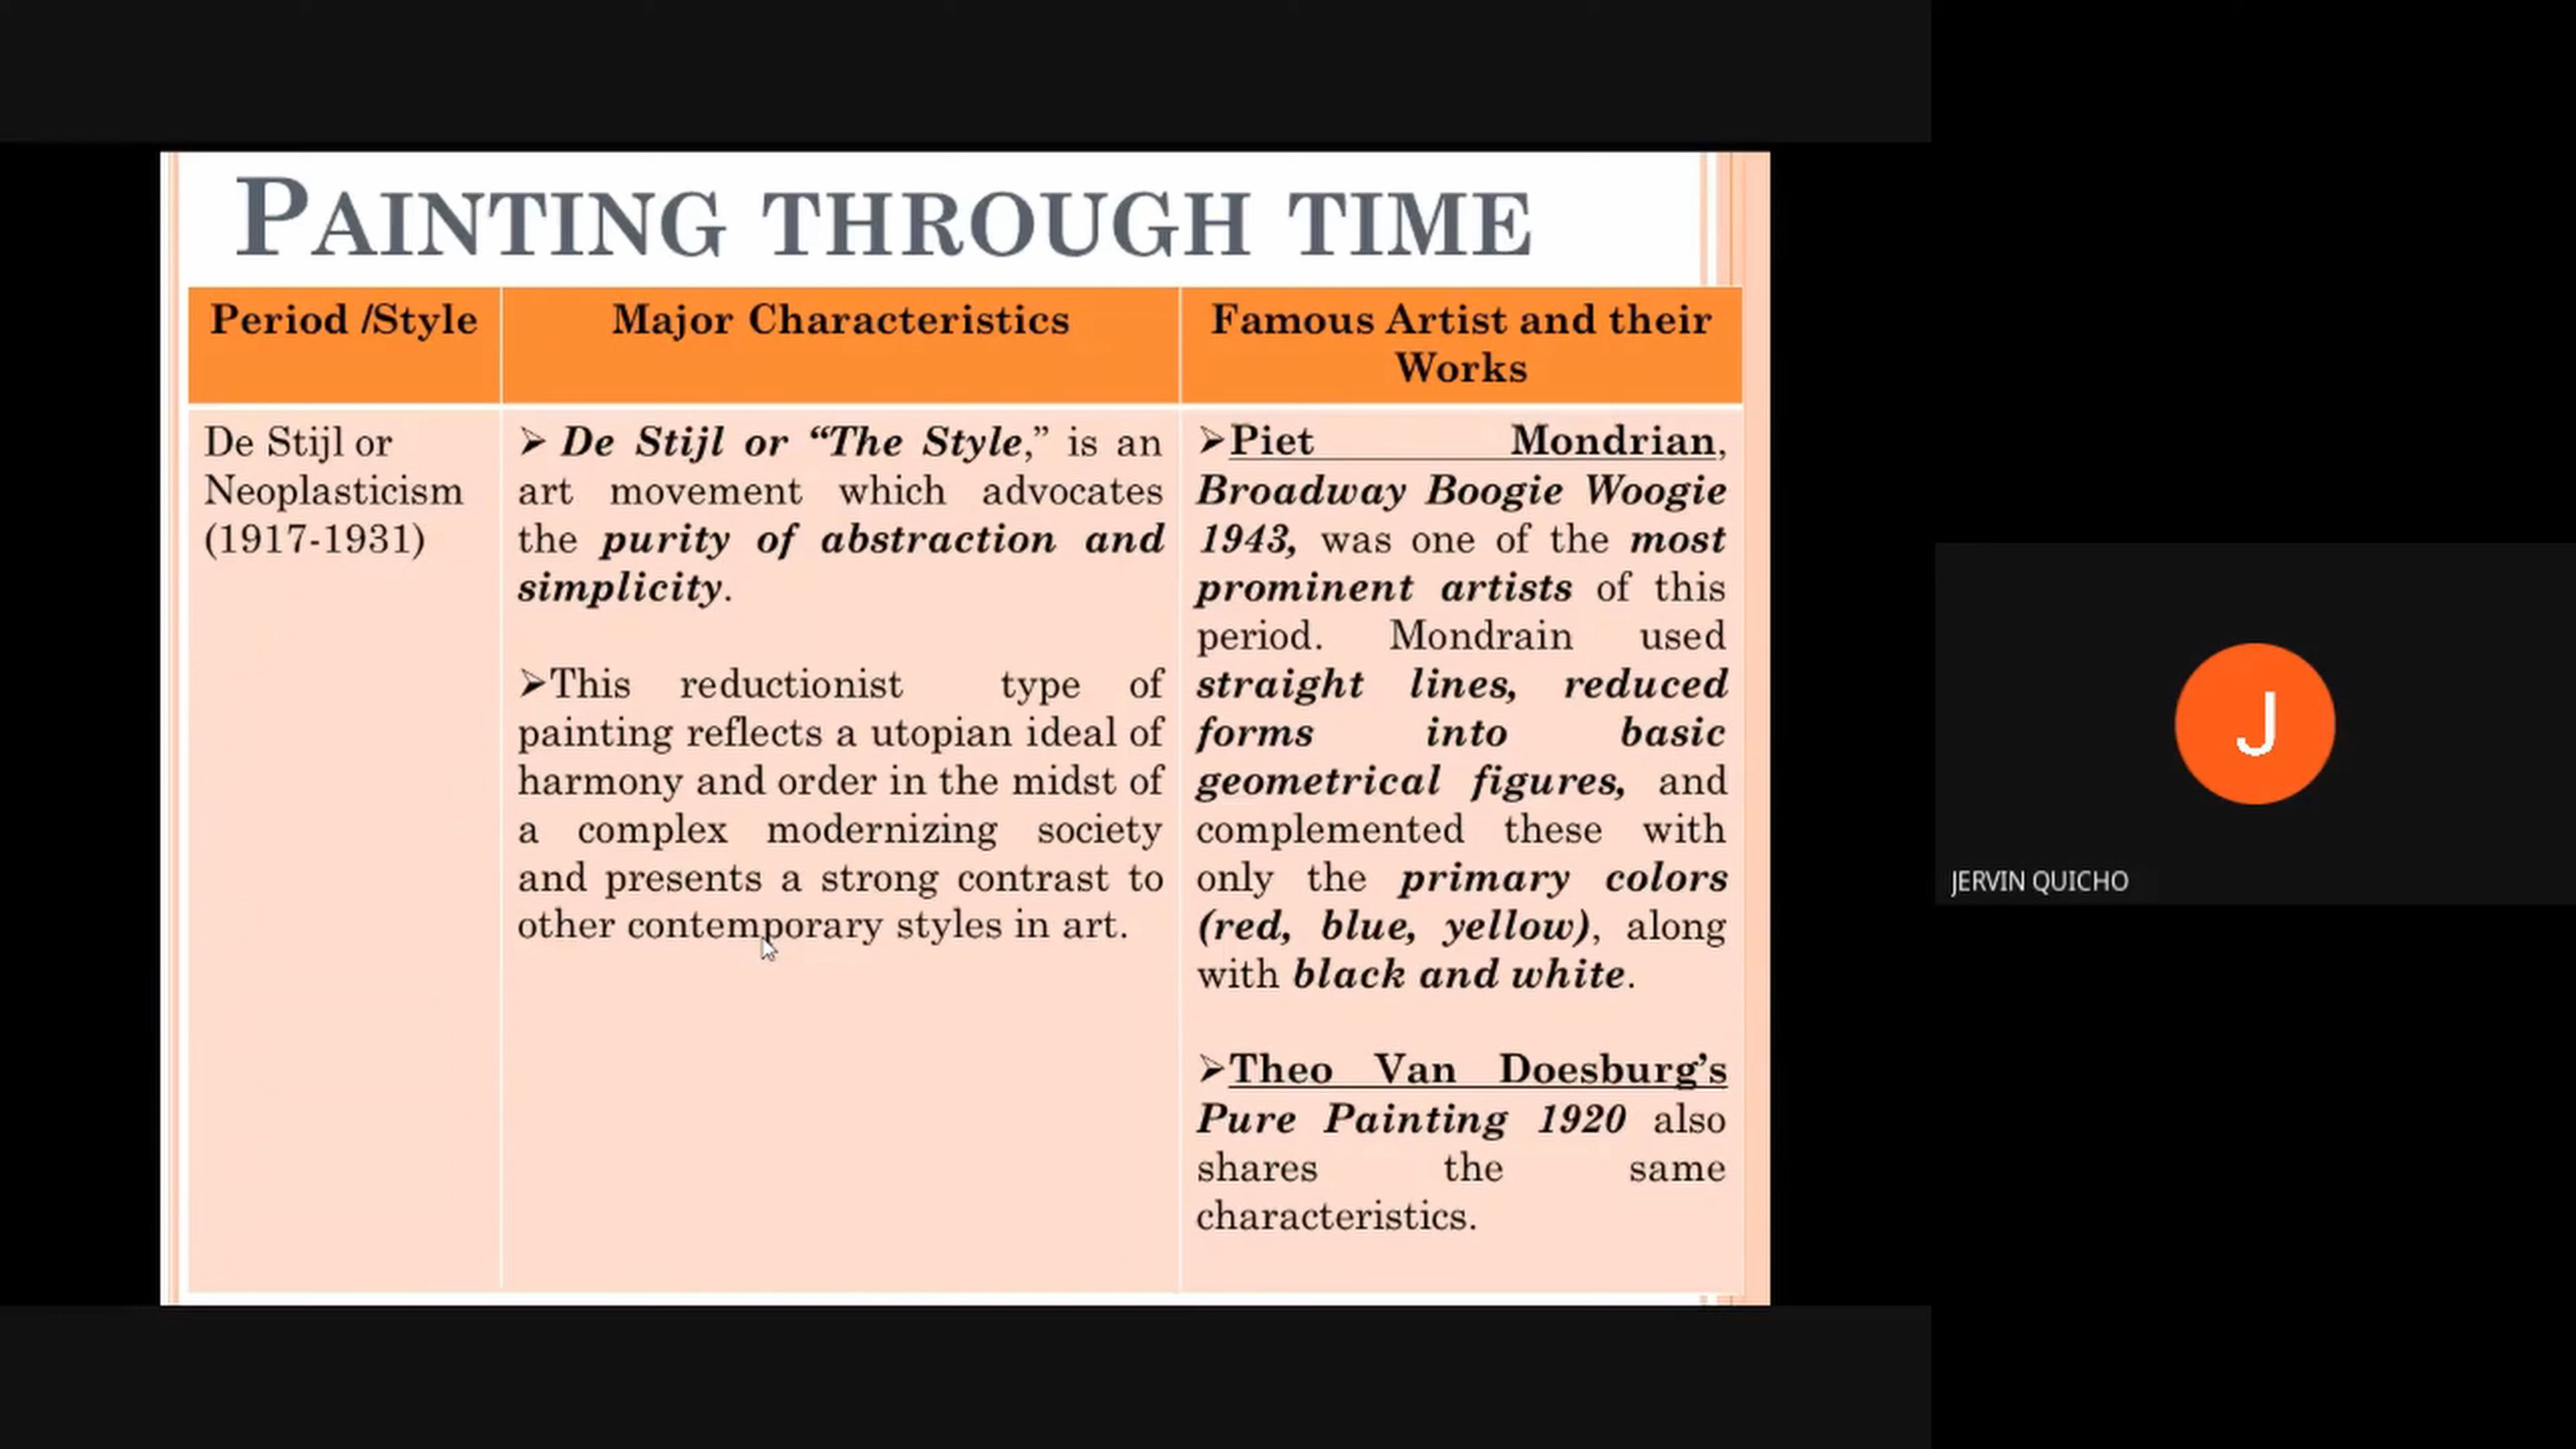 PAINTING THROUGH TIME
Period /Style
Major Characteristics
Famous Artist and their
Works
De Stijl or
Neoplasticism
(1917-1931)
➢ De Stijl or “The Style,” is an
art movement which advocates
the purity of abstraction and
simplicity.
➢This reductionist type of
painting reflects a utopian ideal of
harmony and order in the midst of
a complex modernizing society
and presents a strong contrast to
other contemporary styles in art.
➢Piet Mondrian,
Broadway Boogie Woogie
1943, was one of the most
prominent artists of this
period. Mondrain used
straight lines, reduced
forms into basic
geometrical figures, and
complemented these with
only the primary colors
(red, blue, yellow), along
with black and white.
➢Theo Van Doesburg’s
Pure Painting 1920 also
shares the same
characteristics.
J
JERVIN QUICHO